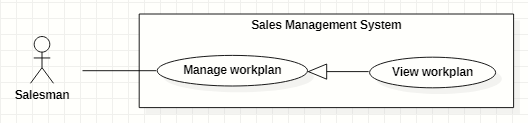 Sales Management System
Manage workplan
View workplan
Salesman